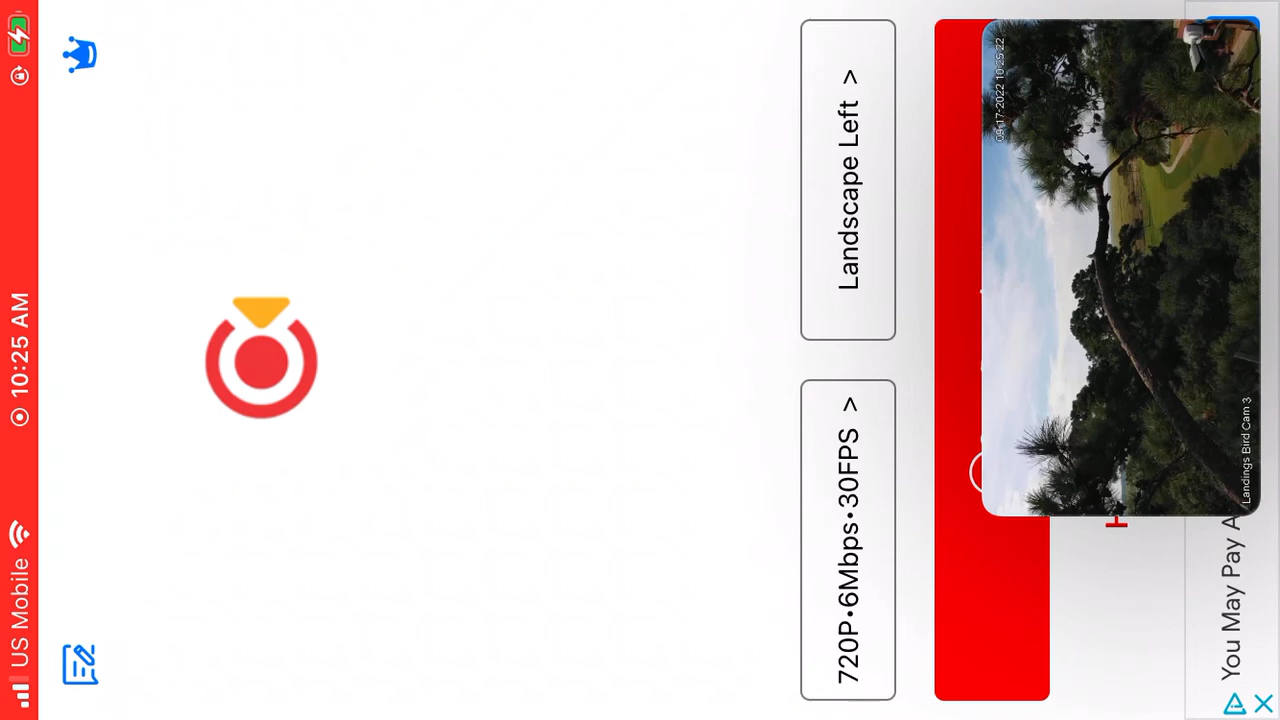 US Mobile 10:25 AM
720P•6Mbps•30FPS >
Landscape Left >
09-17-2022 10:25:22
Landings Bird Cam 3
You May Pay A